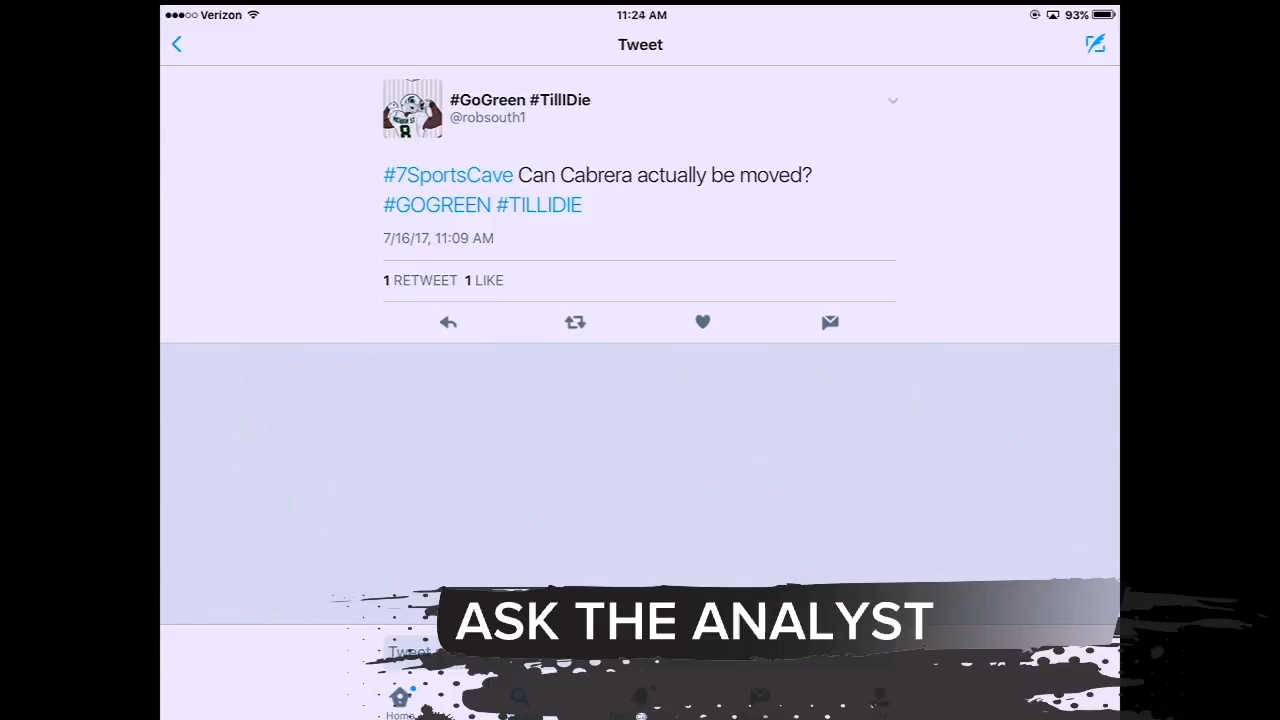 Verizon 11:24 AM 93%
Tweet
#GoGreen #TillIDie
@robsouth1
#7SportsCave Can Cabrera actually be moved?
#GOGREEN #TILLIDIE
7/16/17, 11:09 AM
1 RETWEET 1 LIKE
ASK THE ANALYST
Tweet
Home